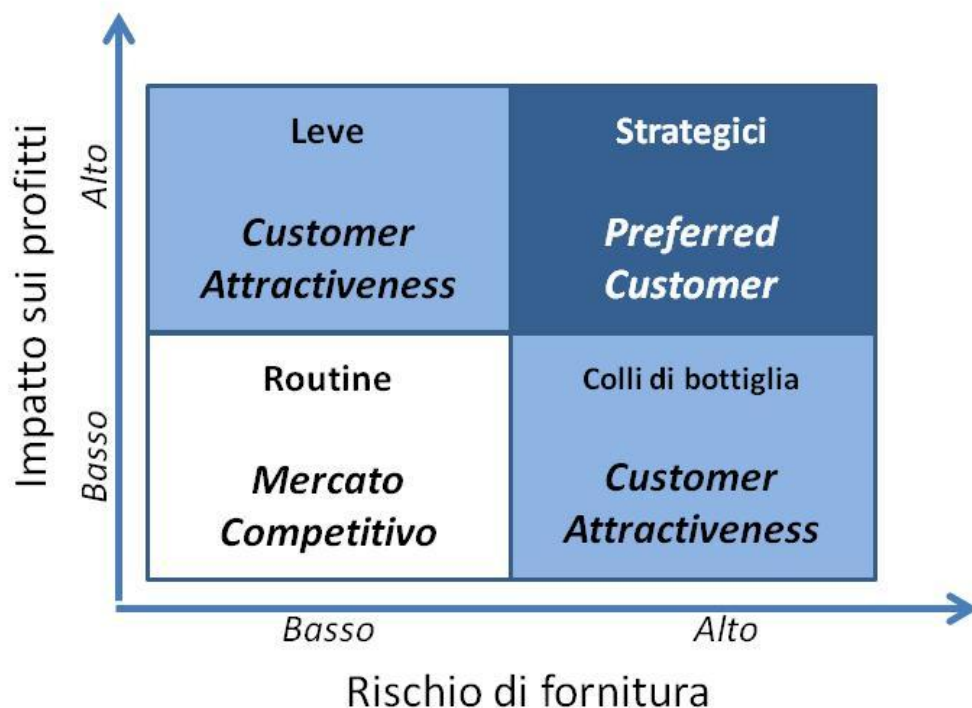 Impatto sui profitti
Alto
Basso
Leve
Customer
Attractiveness
Strategici
Preferred
Customer
Routine
Mercato
Competitivo
Colli di bottiglia
Customer
Attractiveness
Basso
Alto
Rischio di fornitura